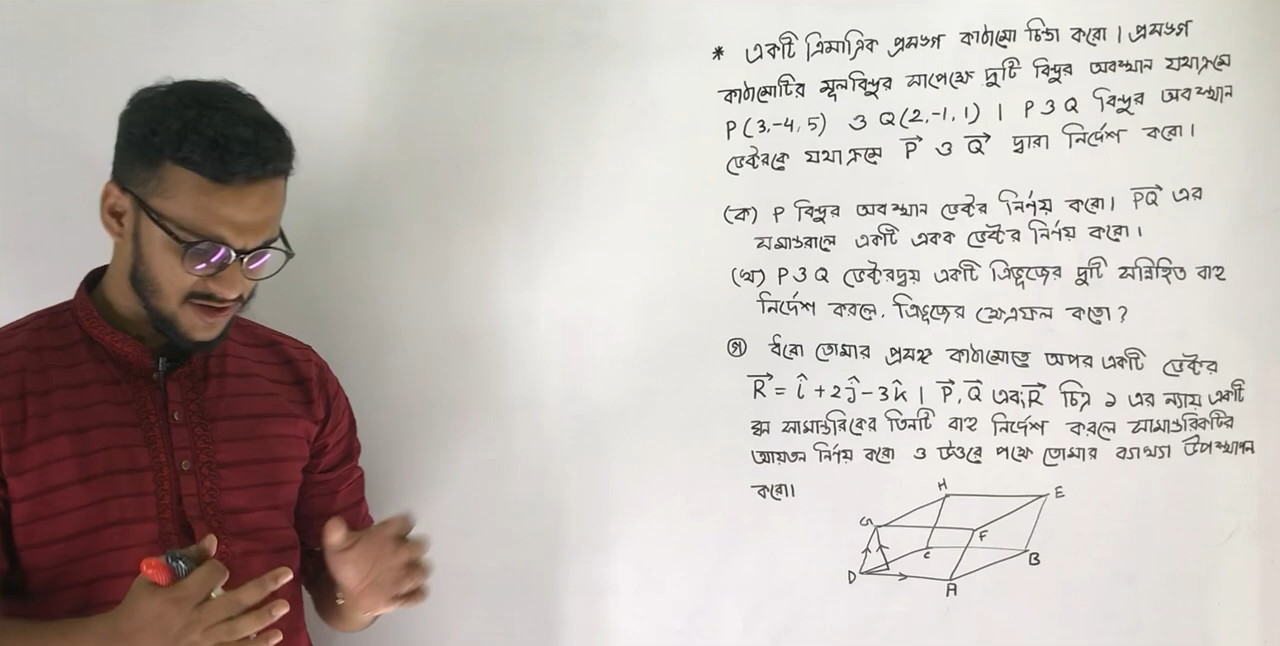 * একটি ত্রিমাত্রিক প্রসঙ্গ কাঠামো চিন্তা করো। প্রসঙ্গ
কাঠামোটির মূলবিন্দুর সাপেক্ষে দুটি বিন্দুর অবস্থান যথাক্রমে
P(3,-4,5) ও Q(2,-1,1) । P ও Q বিন্দুর অবস্থান
ভেক্টরকে যথাক্রমে P⃗ ও Q⃗ দ্বারা নির্দেশ করো।
(ক) P বিন্দুর অবস্থান ভেক্টর নির্ণয় করো। PQ⃗ এর
সমান্তরালে একটি একক ভেক্টর নির্ণয় করো।
(খ) P ও Q ভেক্টরদ্বয় একটি ত্রিভুজের দুটি সন্নিহিত বাহু
নির্দেশ করলে, ত্রিভুজের ক্ষেত্রফল কতো?
(গ) ধরো তোমার প্রসঙ্গ কাঠামোতে অপর একটি ভেক্টর
R⃗ = î + 2ĵ - 3k̂ । P⃗, Q⃗ এবং R⃗ চিত্র ১ এর ন্যায় একটি
সামান্তরিকের তিনটি বাহু নির্দেশ করলে সামান্তরিকটির
আয়তন নির্ণয় করো ও উত্তরের পক্ষে তোমার ব্যাখ্যা উপস্থাপন
করো।
H E
G F
C B
D A